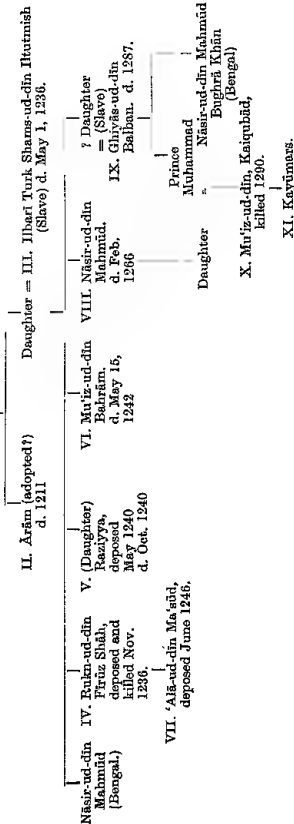 II. Ārām (adopted?)
d. 1211
Daughter = III. Ilbarī Turk Shams-ud-dīn Iltutmish
(Slave) d. May 1, 1236.
Nāsir-ud-dīn
Mahmūd
(Bengal.)
IV. Rukn-ud-dīn
Fīrūz Shāh,
deposed and
killed Nov.
1236.
V. (Daughter)
Raziyya,
deposed
May 1240
d. Oct. 1240
VI. Mu‘iz-ud-dīn
Bahrām.
d. May 15,
1242
VIII. Nāsir-ud-dīn
Mahmūd.
d. Feb.
1266
? Daughter
= (Slave)
IX. Ghiyās-ud-dīn
Balban. d. 1287.
VII. ‘Alā-ud-dīn Ma‘sūd,
deposed June 1246.
Daughter
=
Prince
Muhammad
Nāsir-ud-dīn Mahmūd
Bughrā Khān
(Bengal)
X. Mu‘iz-ud-dīn, Kaiqubād,
killed 1290.
XI. Kayūmars.